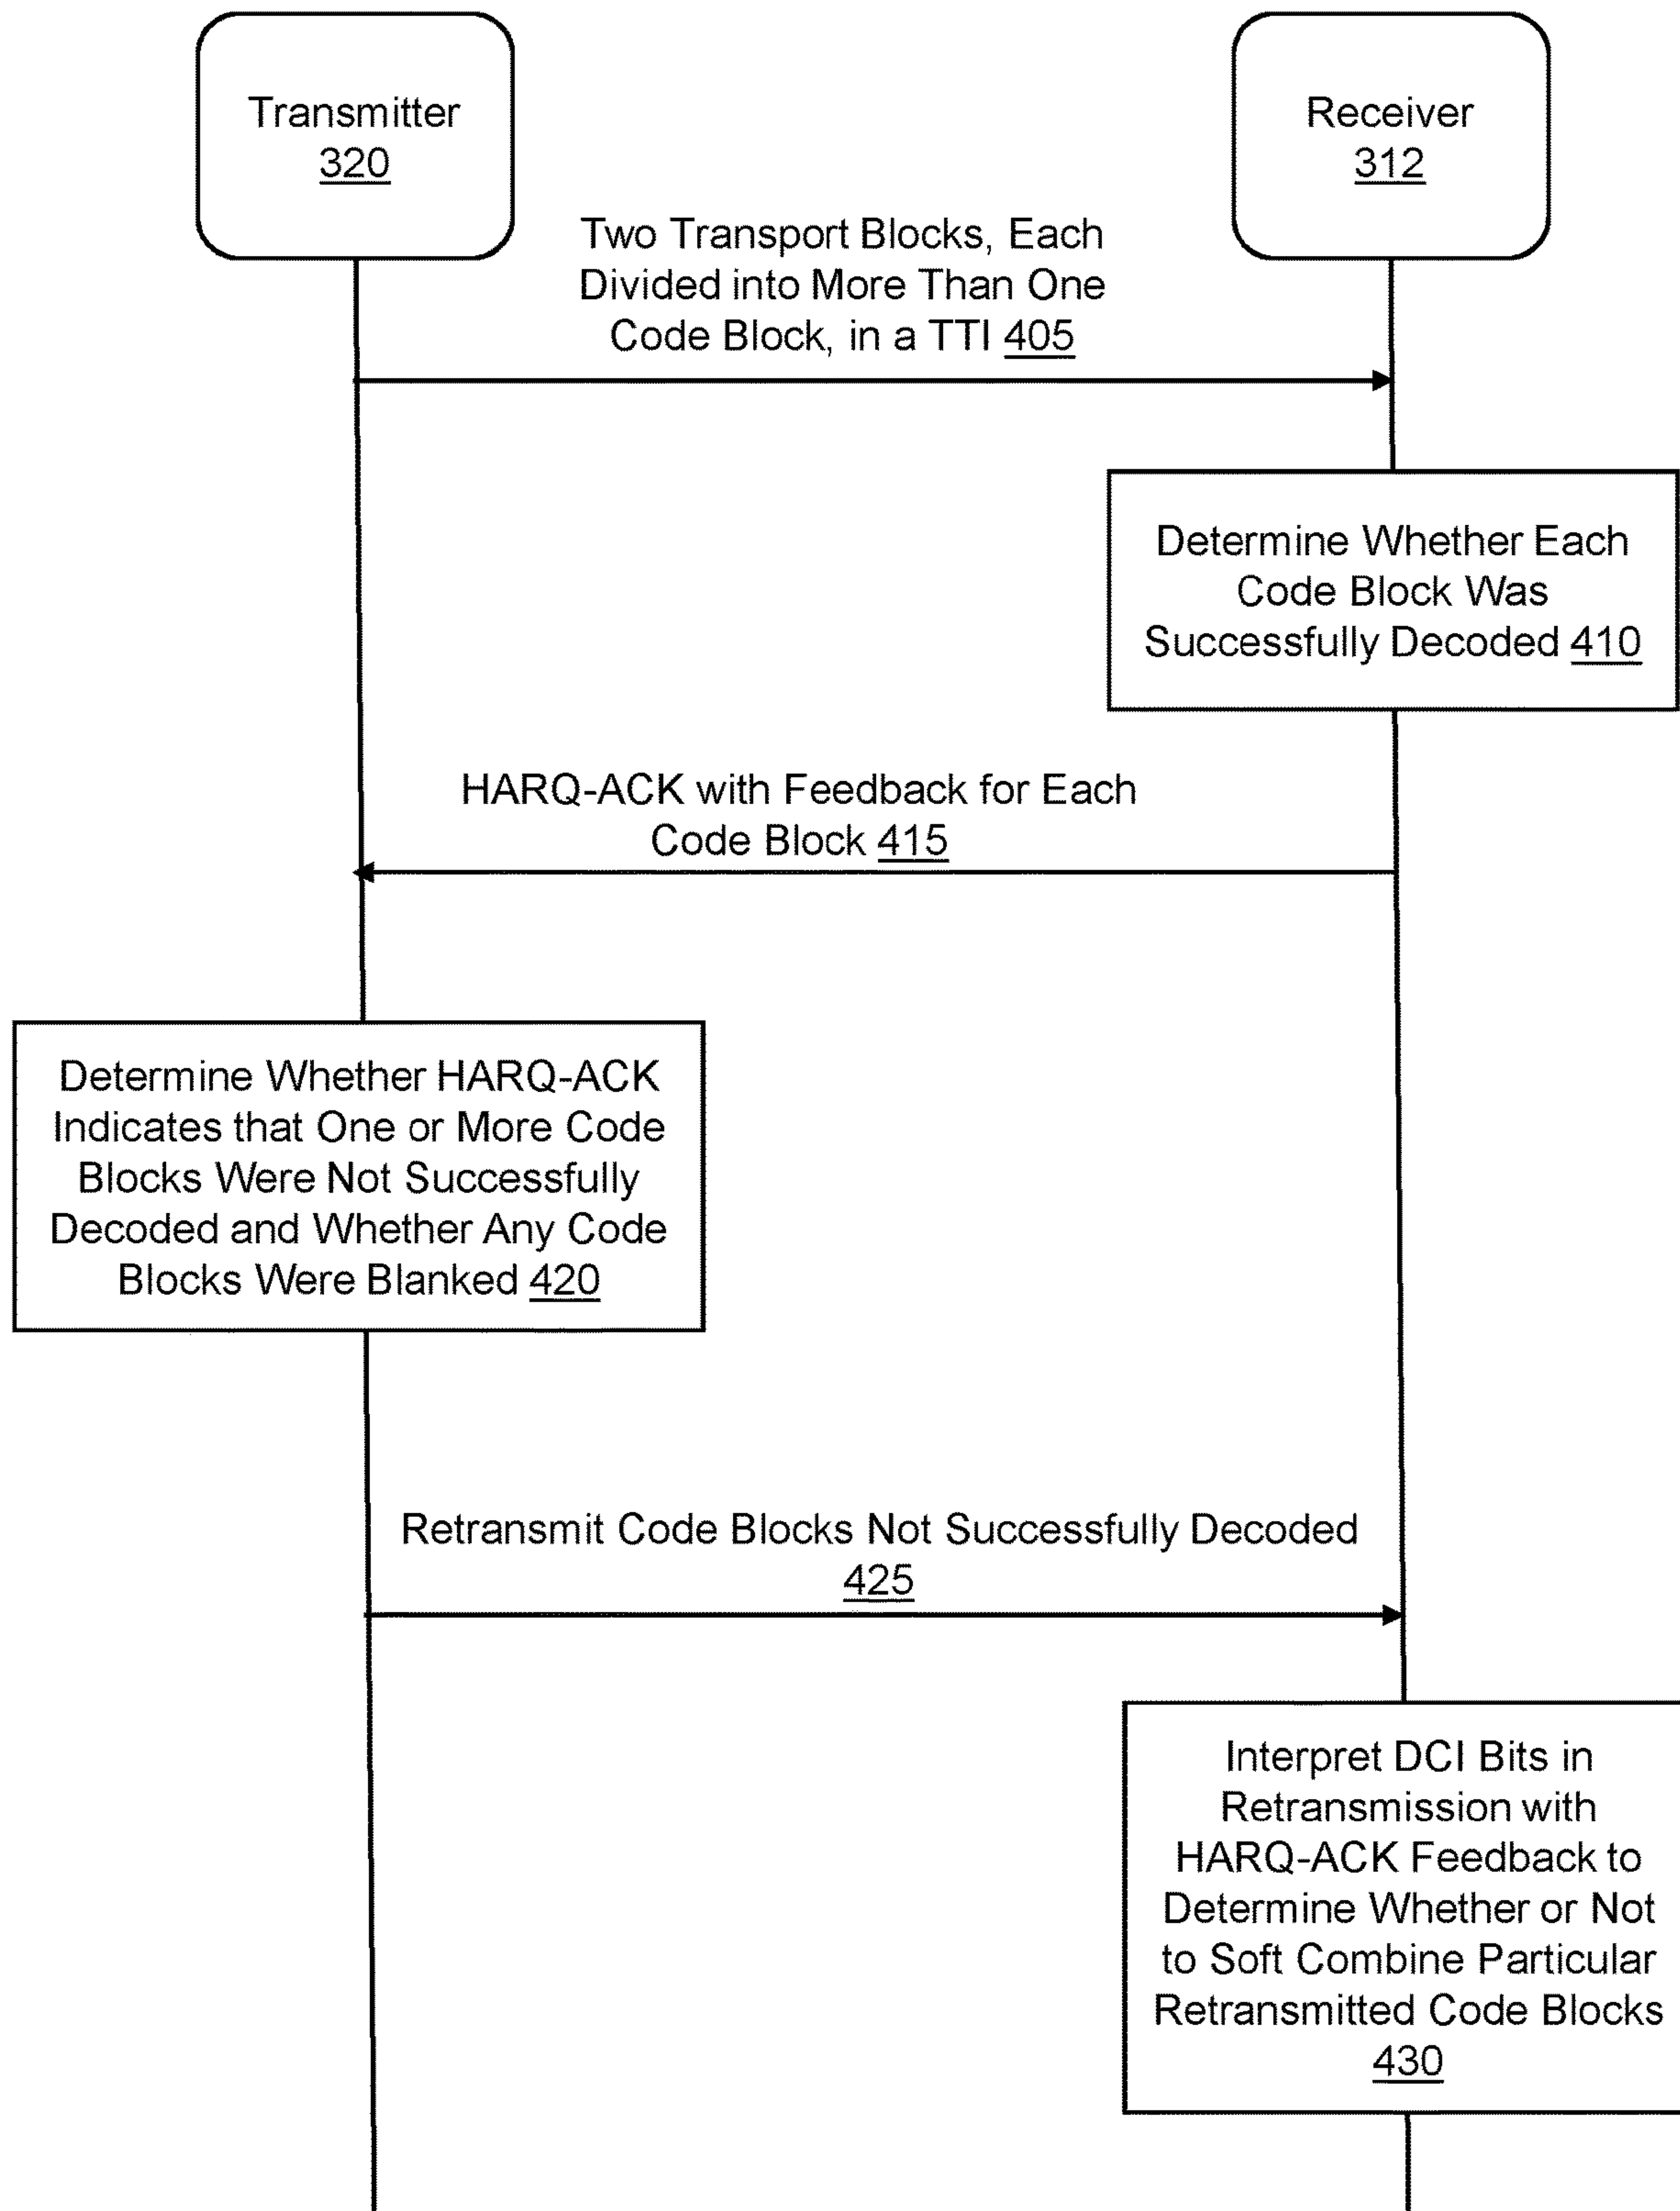 Transmitter
320
Receiver
312
Two Transport Blocks, Each
Divided into More Than One
Code Block, in a TTI 405
Determine Whether Each
Code Block Was
Successfully Decoded 410
HARQ-ACK with Feedback for Each
Code Block 415
Determine Whether HARQ-ACK
Indicates that One or More Code
Blocks Were Not Successfully
Decoded and Whether Any Code
Blocks Were Blanked 420
Retransmit Code Blocks Not Successfully Decoded
425
Interpret DCI Bits in
Retransmission with
HARQ-ACK Feedback to
Determine Whether or Not
to Soft Combine Particular
Retransmitted Code Blocks
430